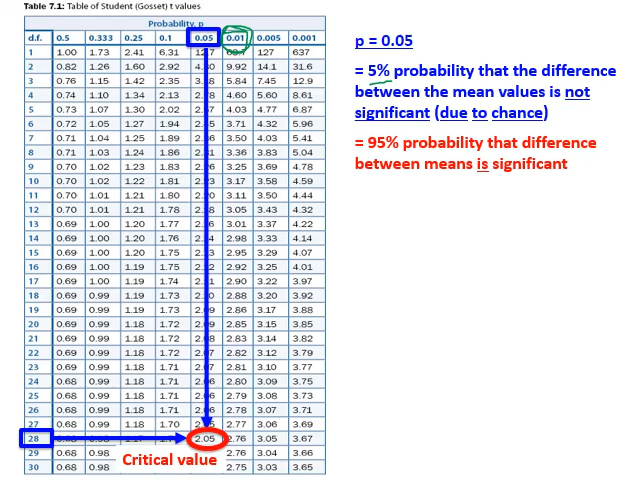 Table 7.1: Table of Student (Gosset) t values
Probability, p
d.f. 0.5 0.333 0.25 0.1 0.05 0.01 0.005 0.001
1 1.00 1.73 2.41 6.31 127 637
2 0.82 1.26 1.60 2.92 9.92 14.1 31.6
3 0.76 1.15 1.42 2.35 5.84 7.45 12.9
4 0.74 1.10 1.34 2.13 4.60 5.60 8.61
5 0.73 1.07 1.30 2.02 4.03 4.77 6.87
6 0.72 1.05 1.27 1.94 3.71 4.32 5.96
7 0.71 1.04 1.25 1.89 3.50 4.03 5.41
8 0.71 1.03 1.24 1.86 3.36 3.83 5.04
9 0.70 1.02 1.23 1.83 3.25 3.69 4.78
10 0.70 1.02 1.22 1.81 3.17 3.58 4.59
11 0.70 1.01 1.21 1.80 3.11 3.50 4.44
12 0.70 1.01 1.21 1.78 3.05 3.43 4.32
13 0.69 1.00 1.20 1.77 3.01 3.37 4.22
14 0.69 1.00 1.20 1.76 2.98 3.33 4.14
15 0.69 1.00 1.20 1.75 2.95 3.29 4.07
16 0.69 1.00 1.19 1.75 2.92 3.25 4.01
17 0.69 1.00 1.19 1.74 2.90 3.22 3.97
18 0.69 0.99 1.19 1.73 2.88 3.20 3.92
19 0.69 0.99 1.19 1.73 2.86 3.17 3.88
20 0.69 0.99 1.18 1.72 2.85 3.15 3.85
21 0.69 0.99 1.18 1.72 2.83 3.14 3.82
22 0.69 0.99 1.18 1.72 2.82 3.12 3.79
23 0.69 0.99 1.18 1.71 2.81 3.10 3.77
24 0.68 0.99 1.18 1.71 2.80 3.09 3.75
25 0.68 0.99 1.18 1.71 2.79 3.08 3.73
26 0.68 0.99 1.18 1.71 2.78 3.07 3.71
27 0.68 0.99 1.18 1.70 2.77 3.06 3.69
28 2.05 2.76 3.05 3.67
29 0.68 0.98 2.76 3.04 3.66
30 0.68 0.98 2.75 3.03 3.65
Critical value
p = 0.05
= 5% probability that the difference
between the mean values is not
significant (due to chance)
= 95% probability that difference
between means is significant